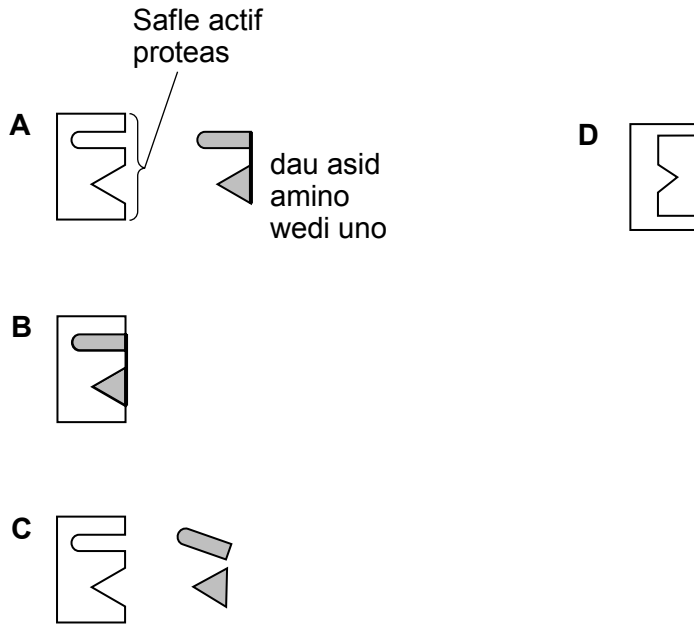 Safle actif
proteas
A
D
dau asid
amino
wedi uno
B
C